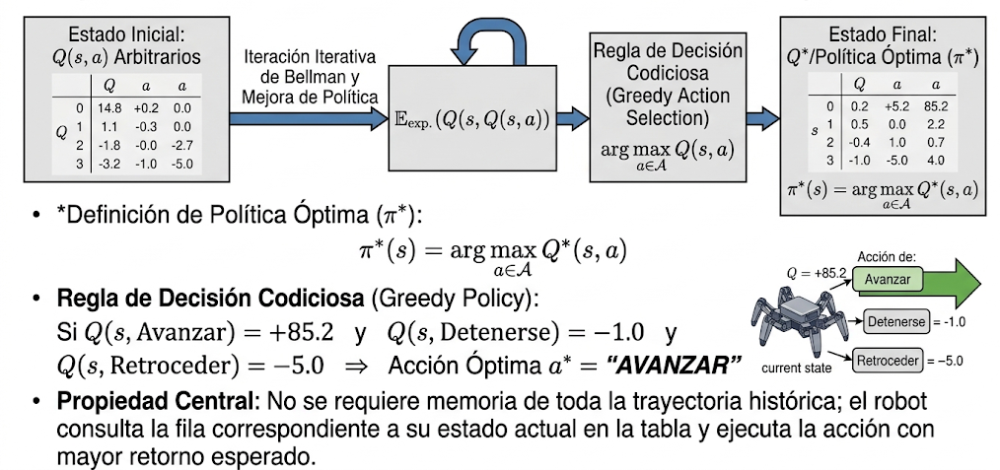 Estado Inicial:
Q(s, a) Arbitrarios
Q a a
0 14.8 +0.2 0.0
Q 1 1.1 -0.3 0.0
2 -1.8 -0.0 -2.7
3 -3.2 -1.0 -5.0
Iteración Iterativa
de Bellman y
Mejora de Política
𝔼exp.(Q(s, Q(s, a))
Regla de Decisión
Codiciosa
(Greedy Action
Selection)
arg max Q(s, a)
a∈𝒜
Estado Final:
Q*/Política Óptima (π*)
Q a a
0 0.2 +5.2 85.2
s 1 0.5 0.0 2.2
2 -0.4 1.0 0.7
3 -1.0 -5.0 4.0
π*(s) = arg max Q*(s, a)
a∈𝒜
• *Definición de Política Óptima (π*):
π*(s) = arg max Q*(s, a)
a∈𝒜
• Regla de Decisión Codiciosa (Greedy Policy):
Si Q(s, Avanzar) = +85.2 y Q(s, Detenerse) = −1.0 y
Q(s, Retroceder) = −5.0 ⇒ Acción Óptima a* = “AVANZAR”
Acción de:
Q = +85.2 Avanzar
Detenerse = -1.0
Retroceder = −5.0
current state
• Propiedad Central: No se requiere memoria de toda la trayectoria histórica; el robot
consulta la fila correspondiente a su estado actual en la tabla y ejecuta la acción con
mayor retorno esperado.